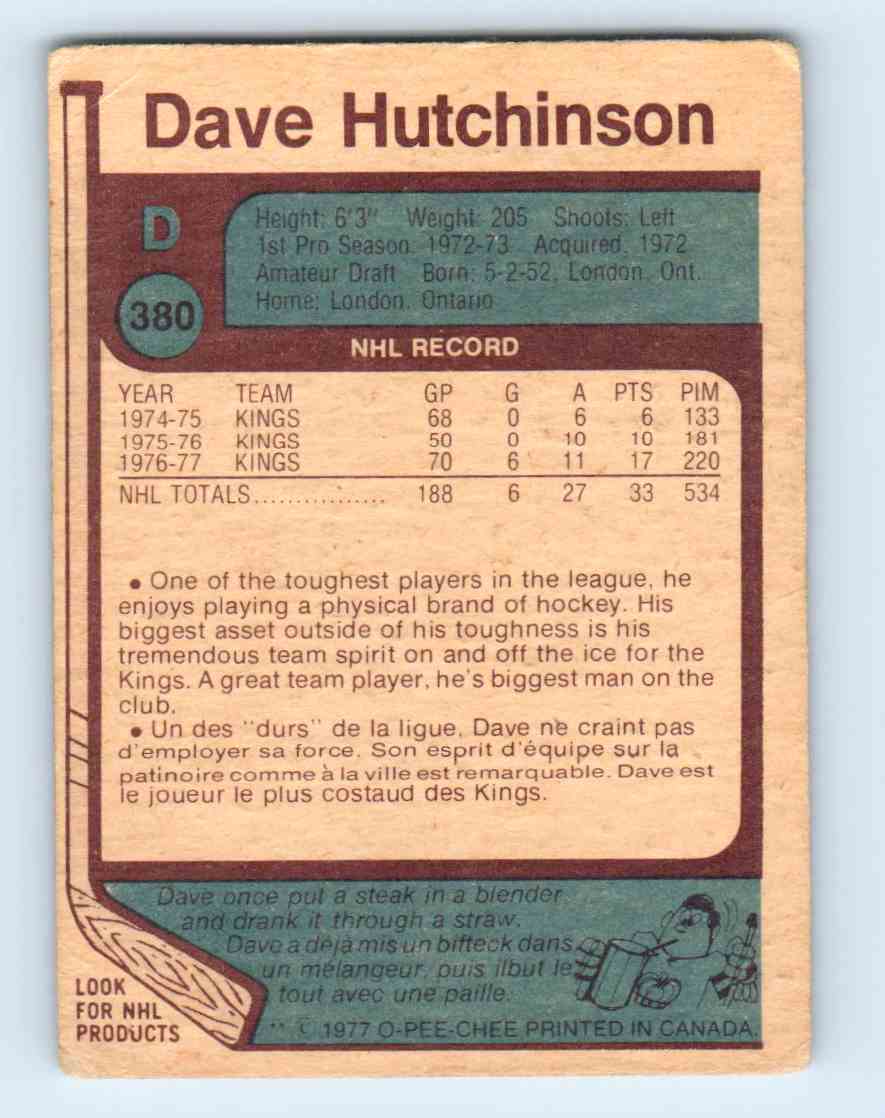 Dave Hutchinson
D
380
Height: 6'3" Weight: 205 Shoots: Left
1st Pro Season: 1972-73 Acquired: 1972
Amateur Draft Born: 5-2-52, London, Ont.
Home: London, Ontario
NHL RECORD
YEAR TEAM GP G A PTS PIM
1974-75 KINGS 68 0 6 6 133
1975-76 KINGS 50 0 10 10 181
1976-77 KINGS 70 6 11 17 220
NHL TOTALS................ 188 6 27 33 534
• One of the toughest players in the league, he
enjoys playing a physical brand of hockey. His
biggest asset outside of his toughness is his
tremendous team spirit on and off the ice for the
Kings. A great team player, he's biggest man on the
club.
• Un des "durs" de la ligue, Dave ne craint pas
d'employer sa force. Son esprit d'équipe sur la
patinoire comme à la ville est remarquable. Dave est
le joueur le plus costaud des Kings.
Dave once put a steak in a blender
and drank it through a straw.
Dave a déjà mis un bifteck dans
un mélangeur, puis ilbut le
tout avec une paille.
LOOK
FOR NHL
PRODUCTS
** © 1977 O-PEE-CHEE PRINTED IN CANADA.